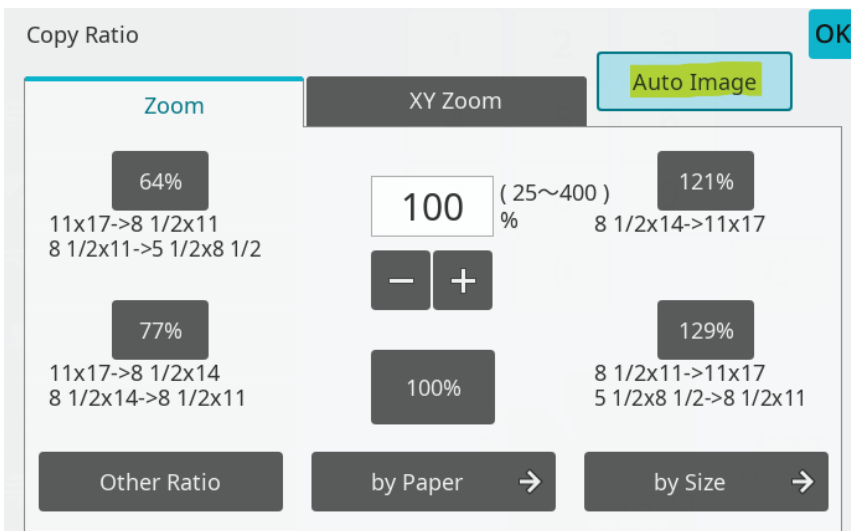 Copy Ratio
OK
Auto Image
Zoom
XY Zoom
64%
11x17->8 1/2x11
8 1/2x11->5 1/2x8 1/2
100
( 25～400 )
%
121%
8 1/2x14->11x17
77%
11x17->8 1/2x14
8 1/2x14->8 1/2x11
100%
129%
8 1/2x11->11x17
5 1/2x8 1/2->8 1/2x11
Other Ratio
by Paper
by Size